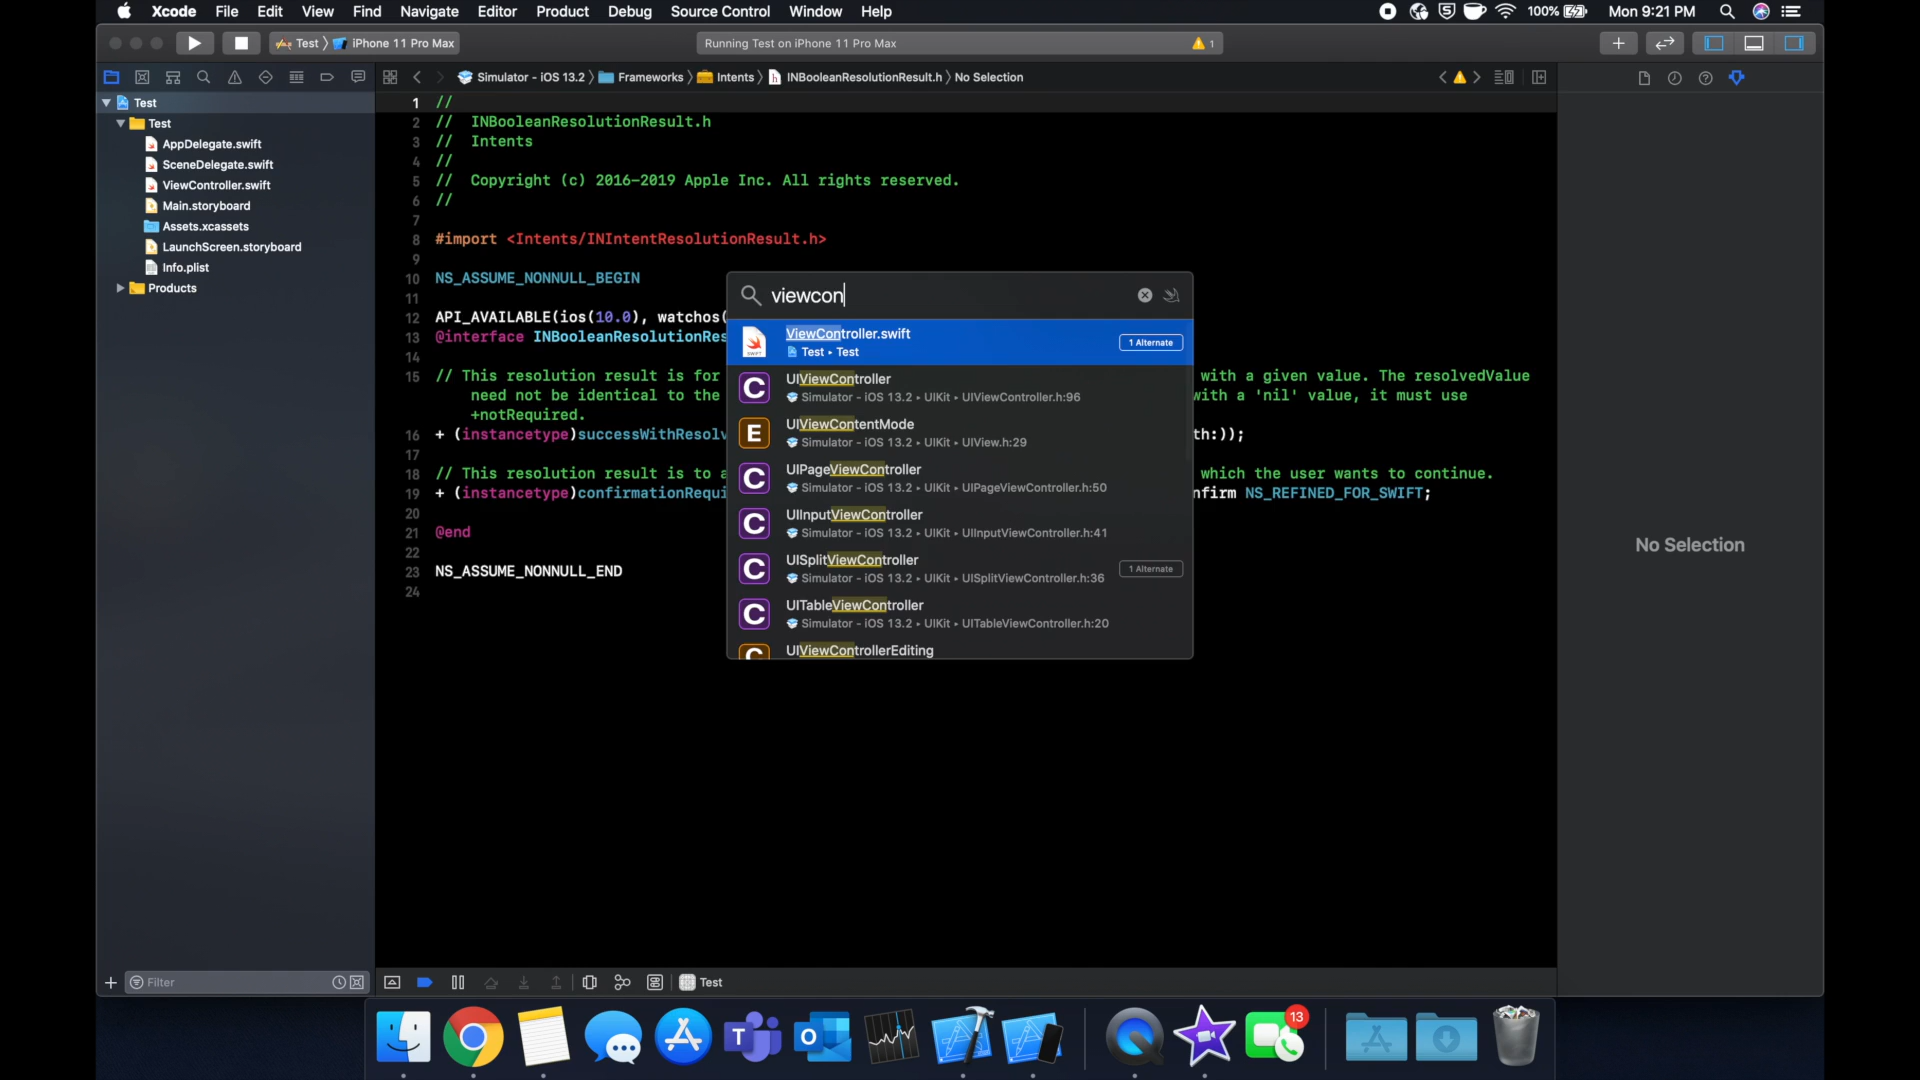 Xcode File Edit View Find Navigate Editor Product Debug Source Control Window Help
S 100% Mon 9:21 PM
Test iPhone 11 Pro Max
Running Test on iPhone 11 Pro Max
1
Simulator - iOS 13.2 Frameworks Intents h INBooleanResolutionResult.h No Selection
Test
Test
AppDelegate.swift
SceneDelegate.swift
ViewController.swift
Main.storyboard
Assets.xcassets
LaunchScreen.storyboard
Info.plist
Products
1 //
2 // INBooleanResolutionResult.h
3 // Intents
4 //
5 // Copyright (c) 2016-2019 Apple Inc. All rights reserved.
6 //
7
8 #import <Intents/INIntentResolutionResult.h>
9
10 NS_ASSUME_NONNULL_BEGIN
11
12 API_AVAILABLE(ios(10.0), watchos(
13 @interface INBooleanResolutionRes
14
15 // This resolution result is for with a given value. The resolvedValue
need not be identical to the with a 'nil' value, it must use
+notRequired.
16 + (instancetype)successWithResolv th:));
17
18 // This resolution result is to a which the user wants to continue.
19 + (instancetype)confirmationRequi nfirm NS_REFINED_FOR_SWIFT;
20
21 @end
22
23 NS_ASSUME_NONNULL_END
24
viewcon
ViewController.swift
Test ▸ Test
1 Alternate
C UIViewController
Simulator - iOS 13.2 ▸ UIKit ▸ UIViewController.h:96
E UIViewContentMode
Simulator - iOS 13.2 ▸ UIKit ▸ UIView.h:29
C UIPageViewController
Simulator - iOS 13.2 ▸ UIKit ▸ UIPageViewController.h:50
C UIInputViewController
Simulator - iOS 13.2 ▸ UIKit ▸ UIInputViewController.h:41
C UISplitViewController
Simulator - iOS 13.2 ▸ UIKit ▸ UISplitViewController.h:36
1 Alternate
C UITableViewController
Simulator - iOS 13.2 ▸ UIKit ▸ UITableViewController.h:20
C UIViewControllerEditing
No Selection
Filter
Test
T
O
13